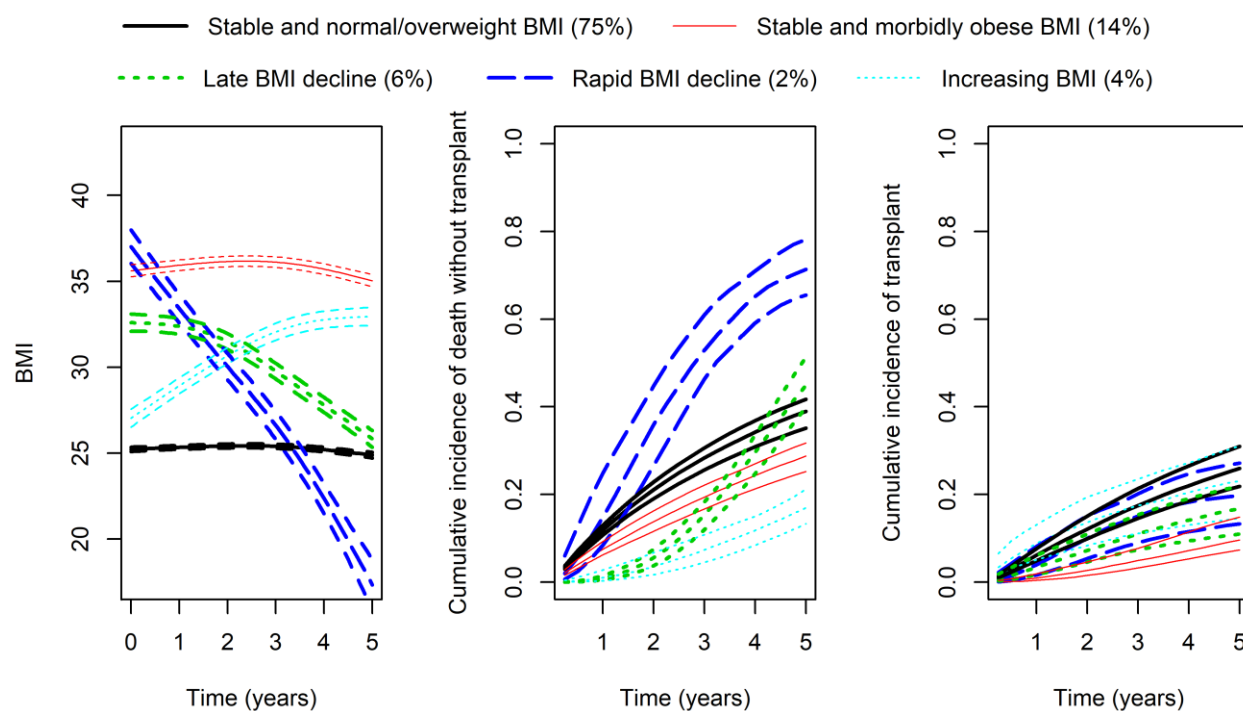 Stable and normal/overweight BMI (75%) Stable and morbidly obese BMI (14%)
Late BMI decline (6%) Rapid BMI decline (2%) Increasing BMI (4%)
BMI
40
35
30
25
20
0 1 2 3 4 5
Time (years)
Cumulative incidence of death without transplant
1.0
0.8
0.6
0.4
0.2
0.0
1 2 3 4 5
Time (years)
Cumulative incidence of transplant
1.0
0.8
0.6
0.4
0.2
0.0
1 2 3 4 5
Time (years)